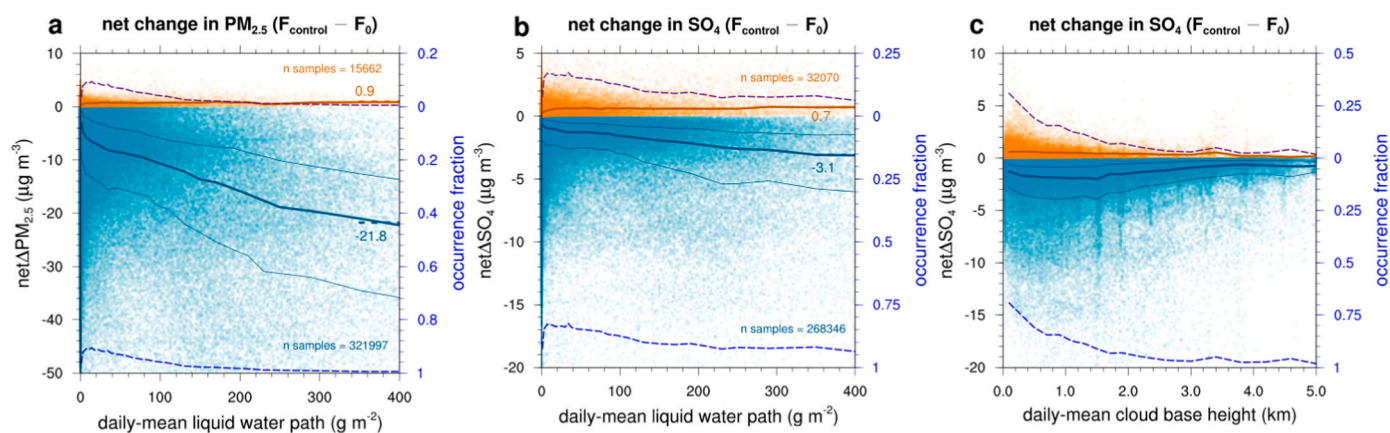 a net change in PM2.5 (Fcontrol − F0)
10
0
-10
-20
-30
-40
-50
netΔPM2.5 (µg m-3)
n samples = 15662
0.9
-21.8
n samples = 321997
0.2
0
0.2
0.4
0.6
0.8
1
occurrence fraction
0 100 200 300 400
daily-mean liquid water path (g m-2)
b net change in SO4 (Fcontrol − F0)
5
0
-5
-10
-15
-20
netΔSO4 (µg m-3)
n samples = 32070
0.7
-3.1
n samples = 268346
0.25
0
0.25
0.5
0.75
1
occurrence fraction
0 100 200 300 400
daily-mean liquid water path (g m-2)
c net change in SO4 (Fcontrol − F0)
10
5
0
-5
-10
-15
-20
netΔSO4 (µg m-3)
0.5
0.25
0
0.25
0.5
0.75
1
occurrence fraction
0.0 1.0 2.0 3.0 4.0 5.0
daily-mean cloud base height (km)